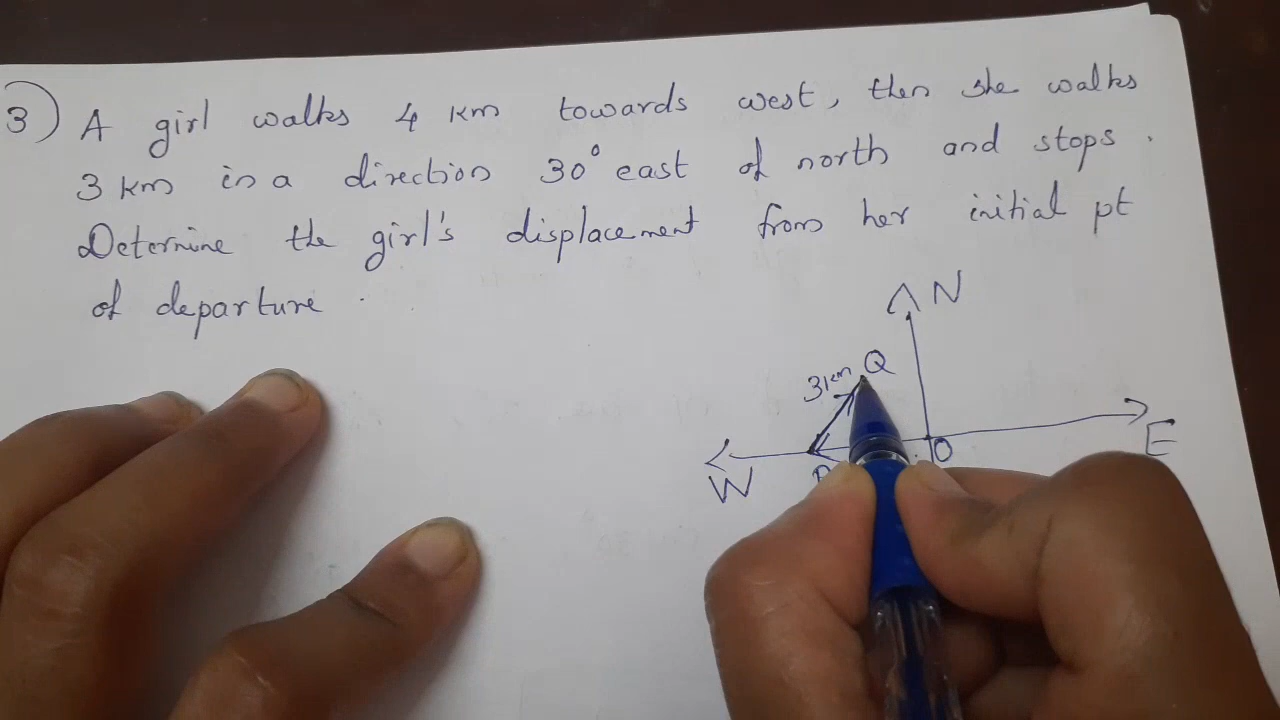 3) A girl walks 4 km towards west, then she walks
3 km in a direction 30° east of north and stops.
Determine the girl's displacement from her initial pt
of departure.
N
3km Q
O
E
W